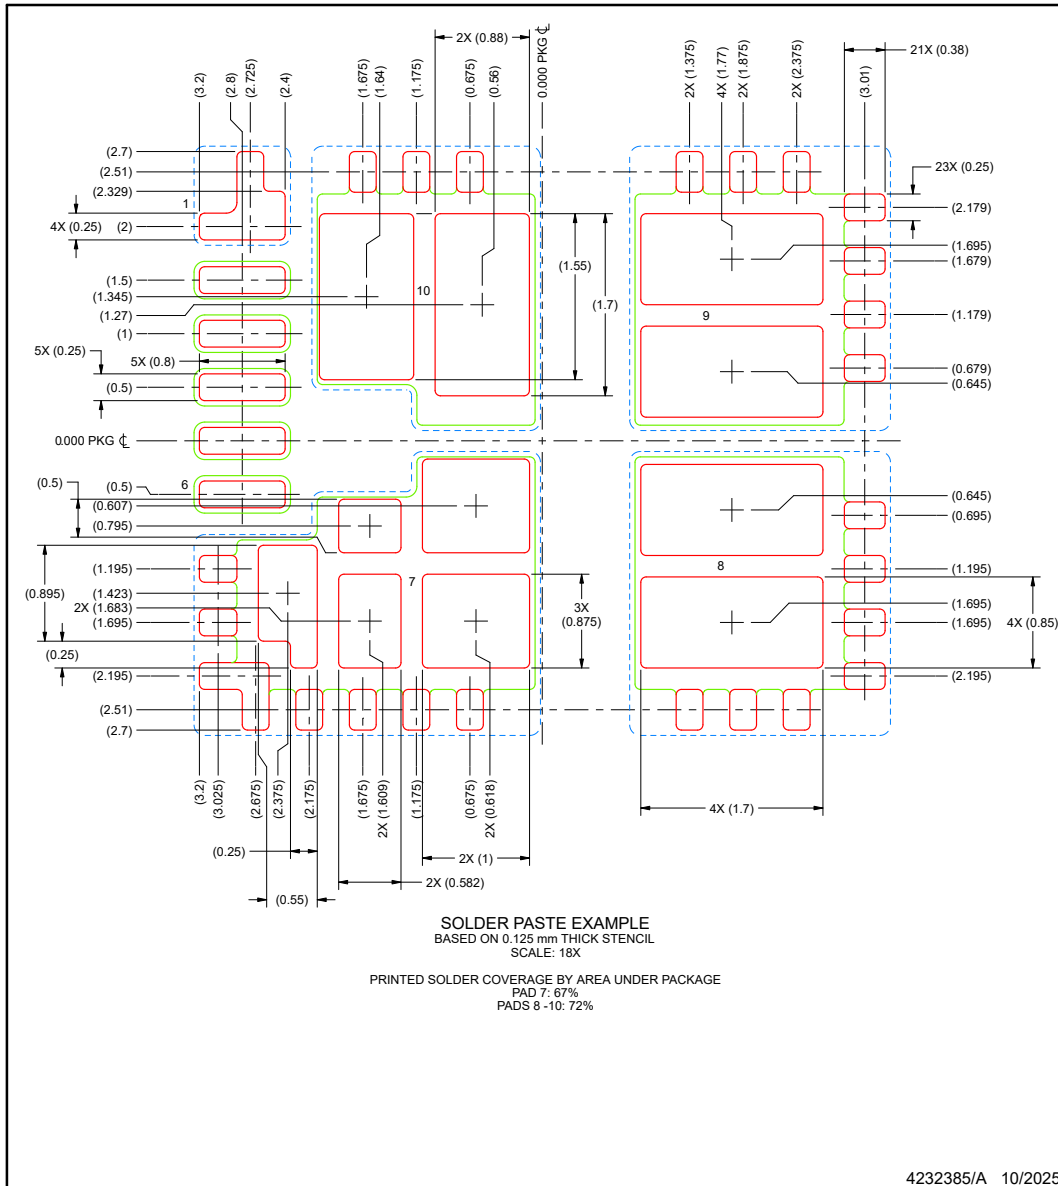 2X (0.88)
0.000 PKG ℄
21X (0.38)
(3.2)
(2.8)
(2.725)
(2.4)
(1.675)
(1.64)
(1.175)
(0.675)
(0.56)
2X (1.375)
4X (1.77)
2X (1.875)
2X (2.375)
(3.01)
(2.7)
(2.51)
(2.329)
1
4X (0.25)
(2)
23X (0.25)
(2.179)
(1.695)
(1.679)
(1.5)
(1.345)
(1.27)
(1)
10
(1.55)
(1.7)
9
(1.179)
5X (0.25)
5X (0.8)
(0.5)
(0.679)
(0.645)
0.000 PKG ℄
6
(0.5)
(0.5)
(0.607)
(0.795)
(0.645)
(0.695)
(1.195)
(0.895)
(1.423)
2X (1.683)
(1.695)
(0.25)
7
3X
(0.875)
8
(1.195)
(1.695)
(1.695)
4X (0.85)
(2.195)
(2.195)
(2.51)
(2.7)
(3.2)
(3.025)
(2.675)
(2.375)
(2.175)
(1.675)
2X (1.609)
(1.175)
(0.675)
2X (0.618)
4X (1.7)
(0.25)
2X (1)
2X (0.582)
(0.55)
SOLDER PASTE EXAMPLE
BASED ON 0.125 mm THICK STENCIL
SCALE: 18X
PRINTED SOLDER COVERAGE BY AREA UNDER PACKAGE
PAD 7: 67%
PADS 8 -10: 72%
4232385/A 10/2025